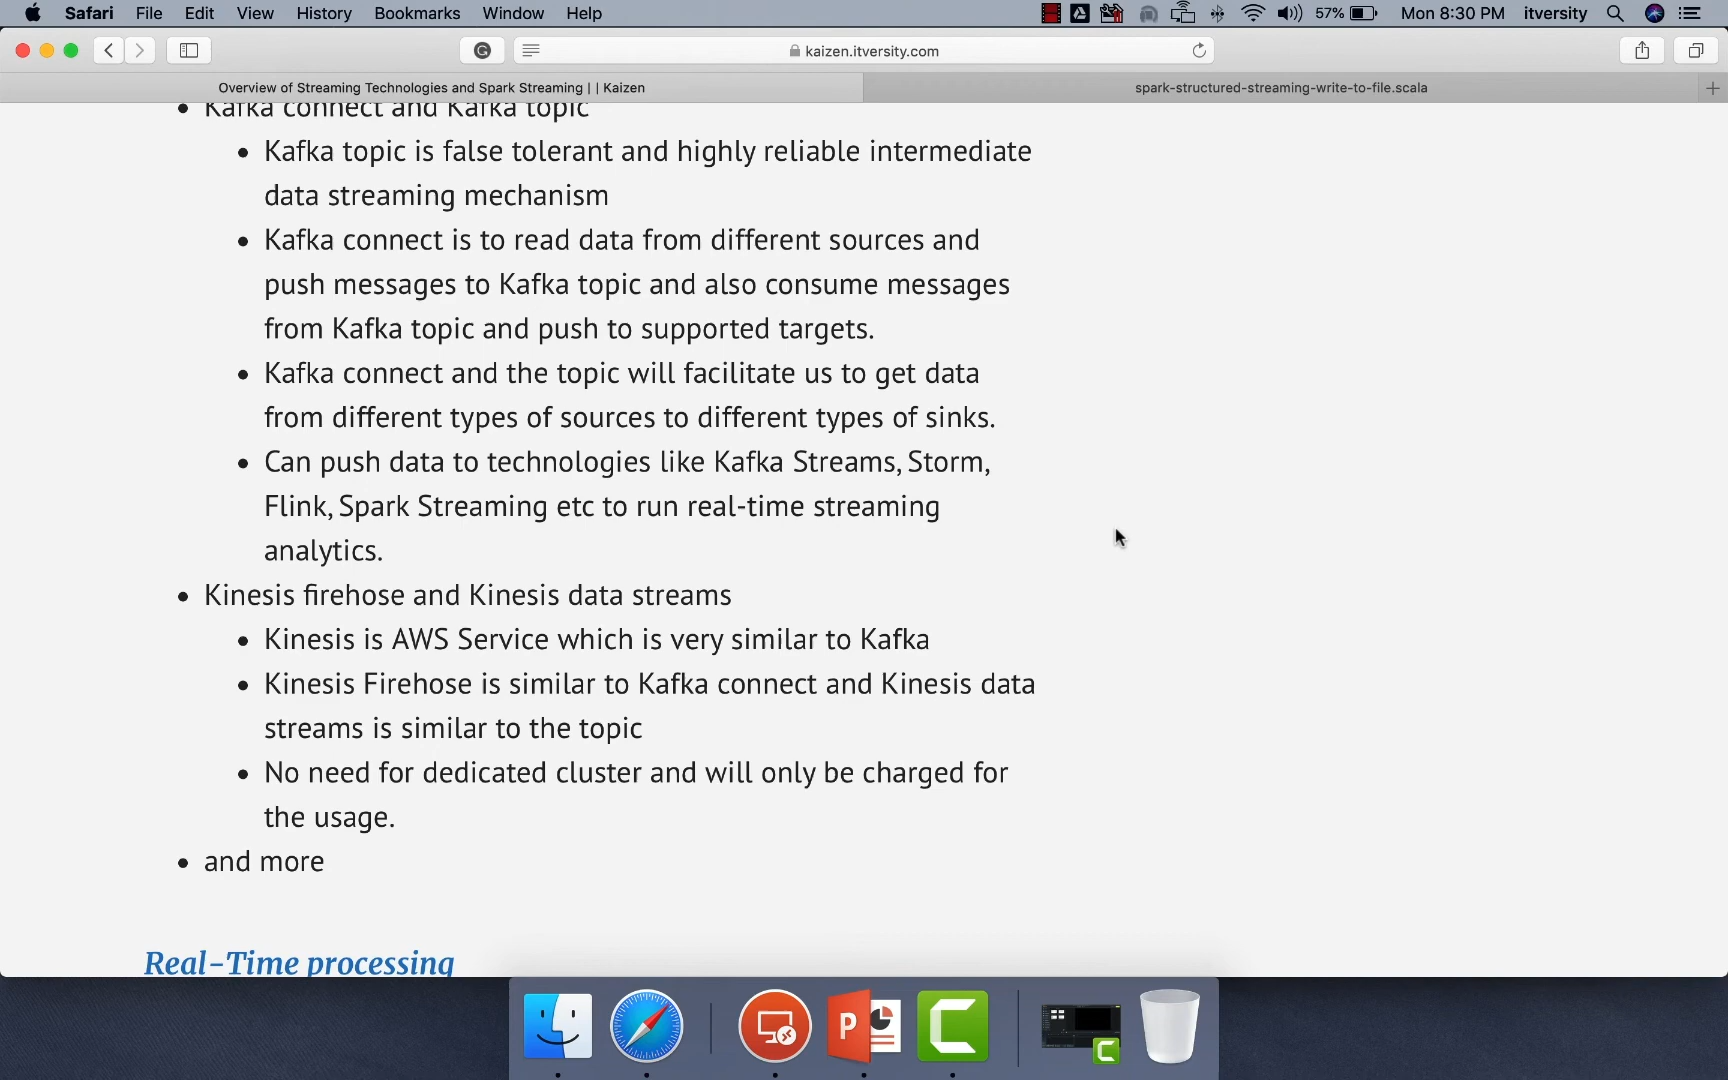 Safari File Edit View History Bookmarks Window Help 57% Mon 8:30 PM itversity
kaizen.itversity.com
Overview of Streaming Technologies and Spark Streaming | | Kaizen
spark-structured-streaming-write-to-file.scala
Kafka connect and Kafka topic
Kafka topic is false tolerant and highly reliable intermediate
data streaming mechanism
Kafka connect is to read data from different sources and
push messages to Kafka topic and also consume messages
from Kafka topic and push to supported targets.
Kafka connect and the topic will facilitate us to get data
from different types of sources to different types of sinks.
Can push data to technologies like Kafka Streams, Storm,
Flink, Spark Streaming etc to run real-time streaming
analytics.
Kinesis firehose and Kinesis data streams
Kinesis is AWS Service which is very similar to Kafka
Kinesis Firehose is similar to Kafka connect and Kinesis data
streams is similar to the topic
No need for dedicated cluster and will only be charged for
the usage.
and more
Real-Time processing